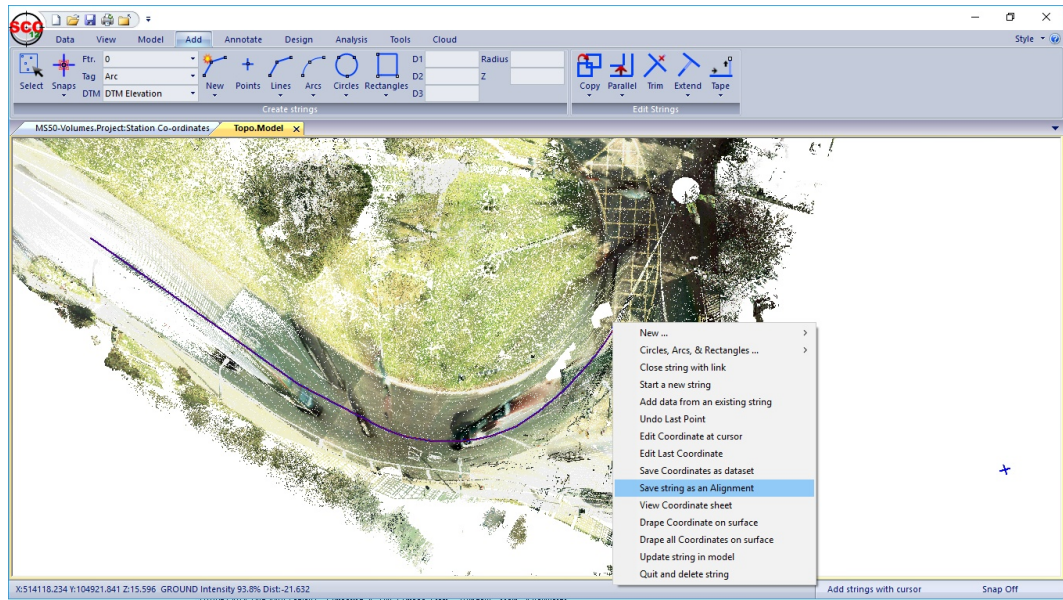 SCC
Data View Model Add Annotate Design Analysis Tools Cloud Style
Ftr. 0 D1 Radius
Tag Arc D2 Z
DTM DTM Elevation D3
Select Snaps New Points Lines Arcs Circles Rectangles Copy Parallel Trim Extend Tape
Create strings Edit Strings
MS50-Volumes.Project:Station Co-ordinates Topo.Model x
New ...
Circles, Arcs, & Rectangles ...
Close string with link
Start a new string
Add data from an existing string
Undo Last Point
Edit Coordinate at cursor
Edit Last Coordinate
Save Coordinates as dataset
Save string as an Alignment
View Coordinate sheet
Drape Coordinate on surface
Drape all Coordinates on surface
Update string in model
Quit and delete string
X:514118.234 Y:104921.841 Z:15.596 GROUND Intensity 93.8% Dist:-21.632 Add strings with cursor Snap Off